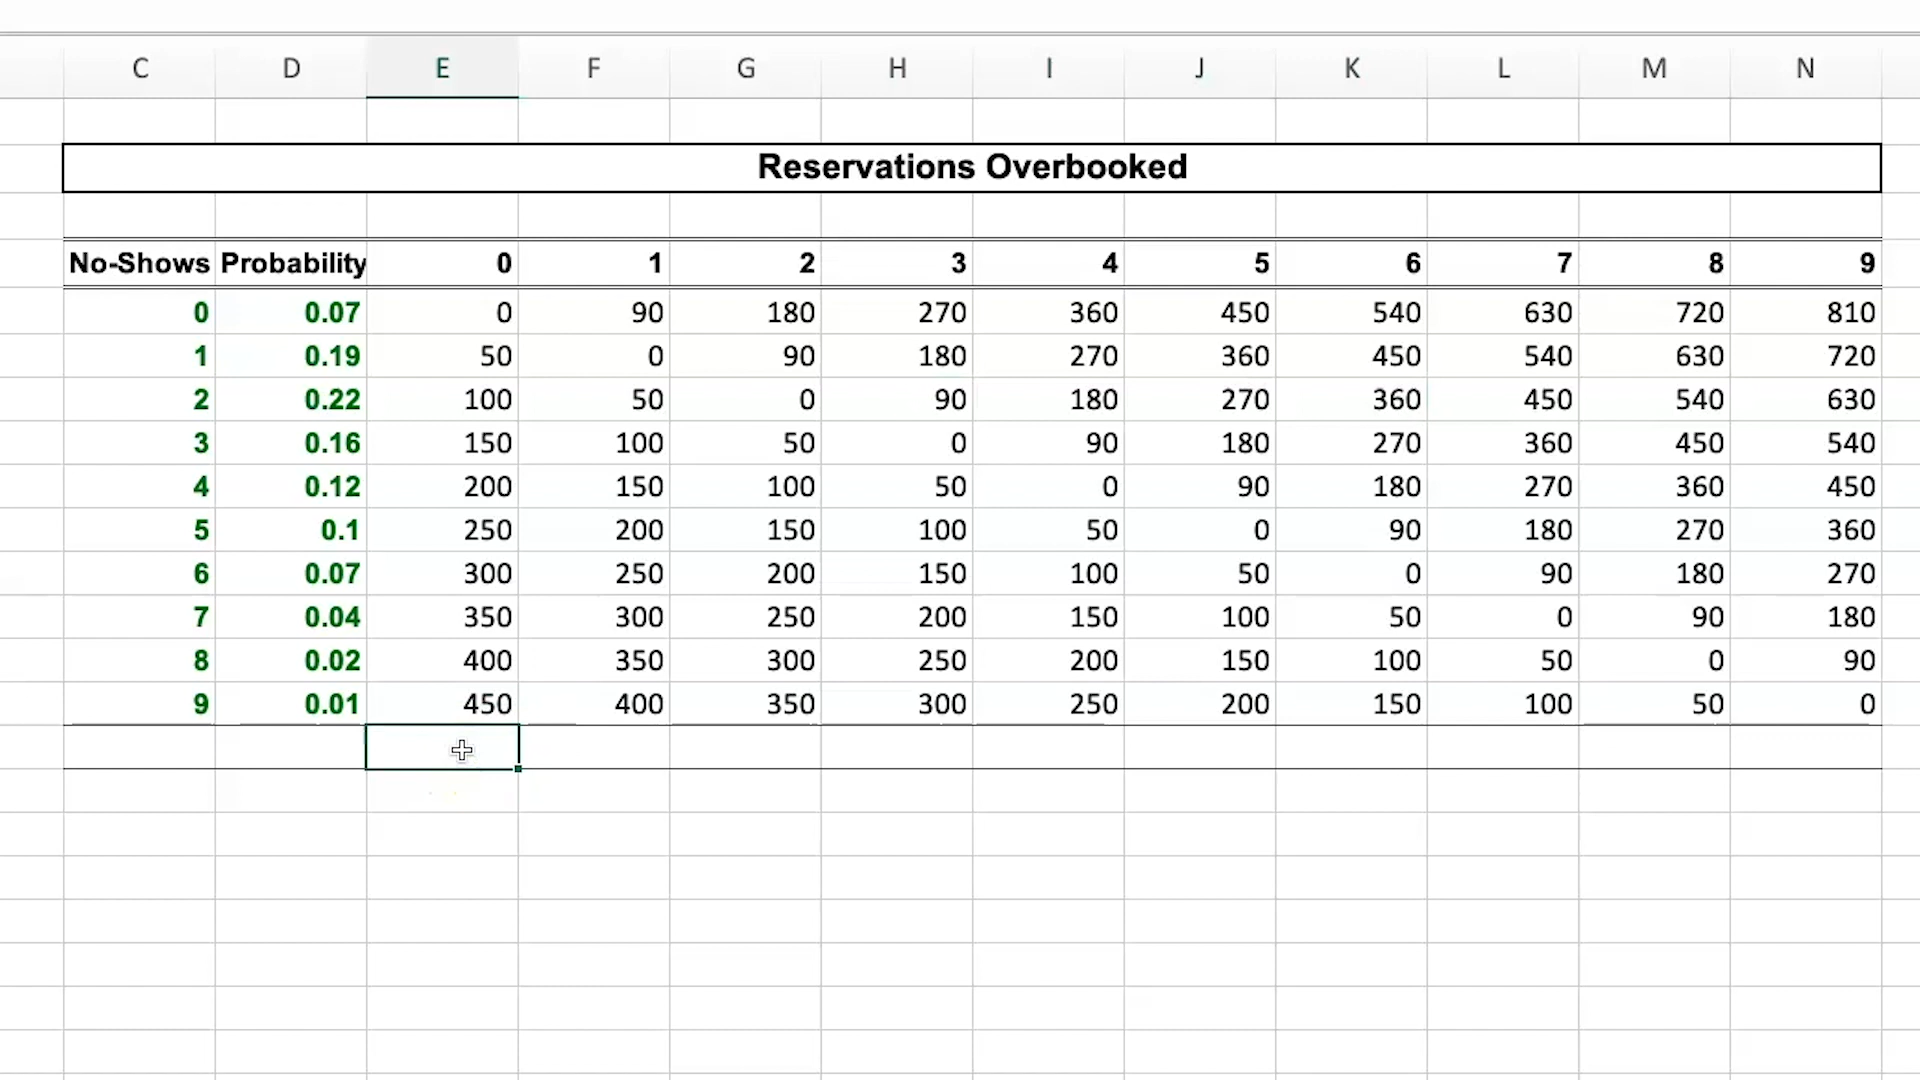 C D E F G H I J K L M N
Reservations Overbooked
No-Shows Probability 0 1 2 3 4 5 6 7 8 9
0 0.07 0 90 180 270 360 450 540 630 720 810
1 0.19 50 0 90 180 270 360 450 540 630 720
2 0.22 100 50 0 90 180 270 360 450 540 630
3 0.16 150 100 50 0 90 180 270 360 450 540
4 0.12 200 150 100 50 0 90 180 270 360 450
5 0.1 250 200 150 100 50 0 90 180 270 360
6 0.07 300 250 200 150 100 50 0 90 180 270
7 0.04 350 300 250 200 150 100 50 0 90 180
8 0.02 400 350 300 250 200 150 100 50 0 90
9 0.01 450 400 350 300 250 200 150 100 50 0